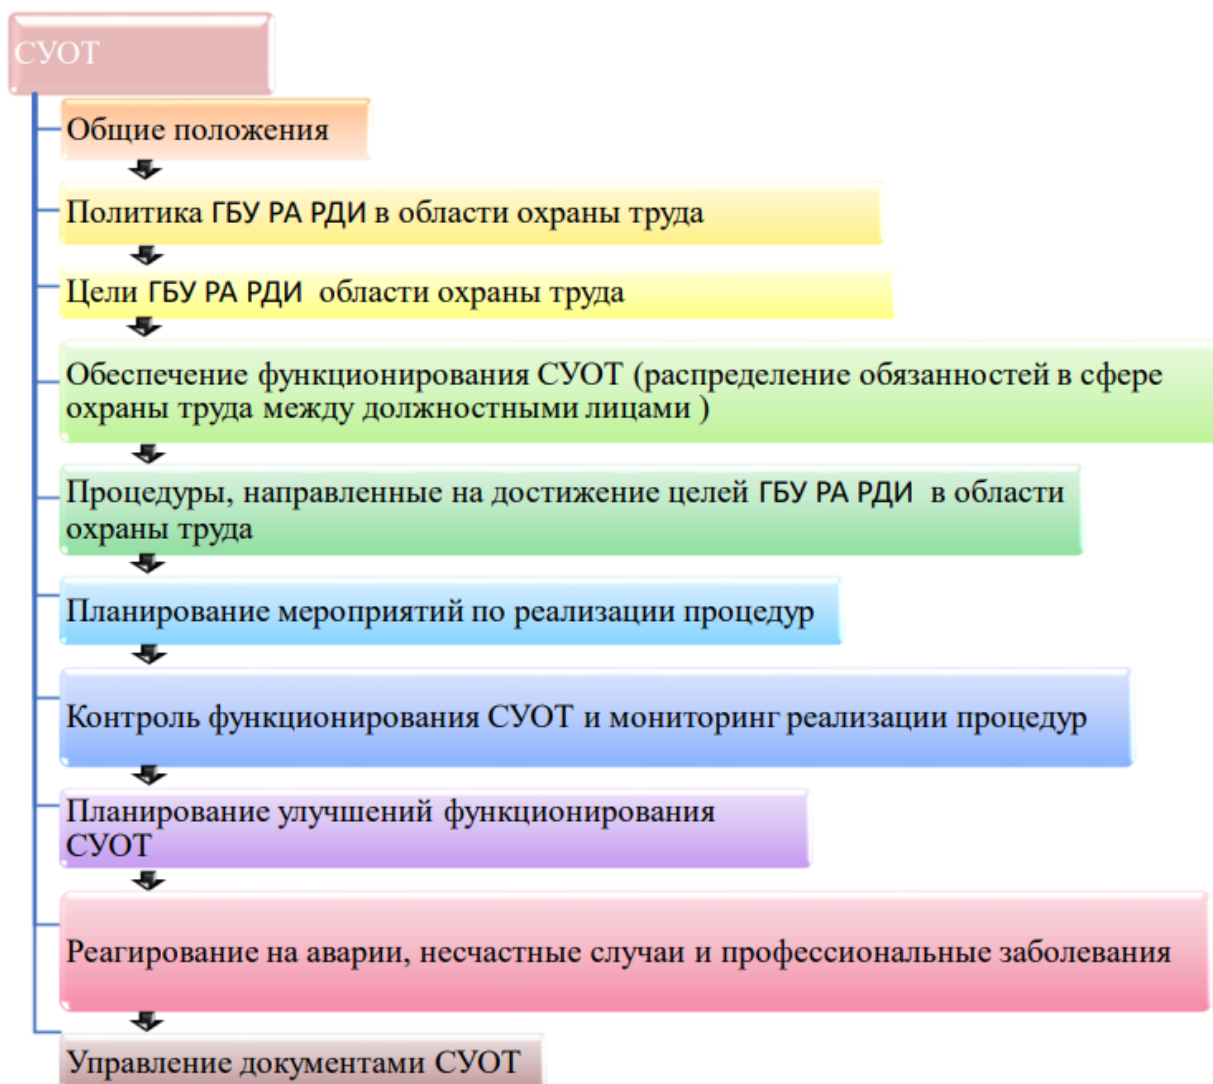 СУОТ
Общие положения
Политика ГБУ РА РДИ в области охраны труда
Цели ГБУ РА РДИ области охраны труда
Обеспечение функционирования СУОТ (распределение обязанностей в сфере
охраны труда между должностными лицами )
Процедуры, направленные на достижение целей ГБУ РА РДИ в области
охраны труда
Планирование мероприятий по реализации процедур
Контроль функционирования СУОТ и мониторинг реализации процедур
Планирование улучшений функционирования
СУОТ
Реагирование на аварии, несчастные случаи и профессиональные заболевания
Управление документами СУОТ